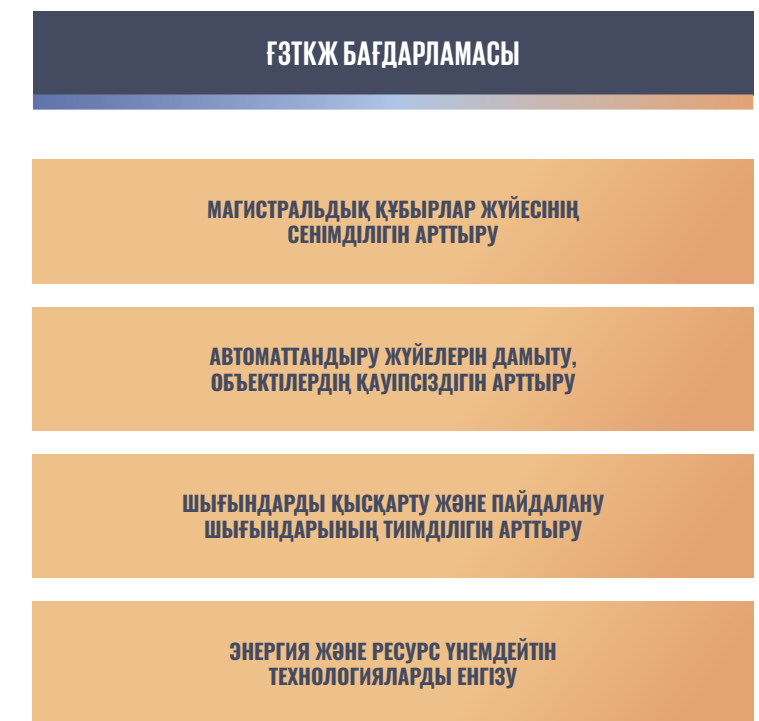 ҒЗТКЖ БАҒДАРЛАМАСЫ
МАГИСТРАЛЬДЫҚ ҚҰБЫРЛАР ЖҮЙЕСІНІҢ
СЕНІМДІЛІГІН АРТТЫРУ
АВТОМАТТАНДЫРУ ЖҮЙЕЛЕРІН ДАМЫТУ,
ОБЪЕКТІЛЕРДІҢ ҚАУІПСІЗДІГІН АРТТЫРУ
ШЫҒЫНДАРДЫ ҚЫСҚАРТУ ЖӘНЕ ПАЙДАЛАНУ
ШЫҒЫНДАРЫНЫҢ ТИІМДІЛІГІН АРТТЫРУ
ЭНЕРГИЯ ЖӘНЕ РЕСУРС ҮНЕМДЕЙТІН
ТЕХНОЛОГИЯЛАРДЫ ЕНГІЗУ